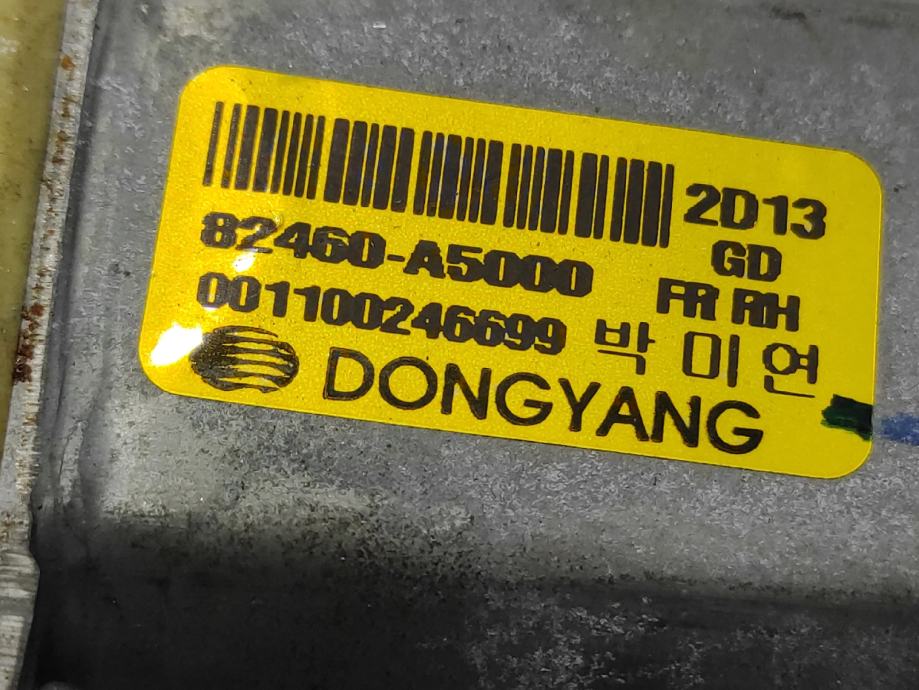 2D13
82460-A5000 GD
FR RH
001100246699 박미연
DONGYANG